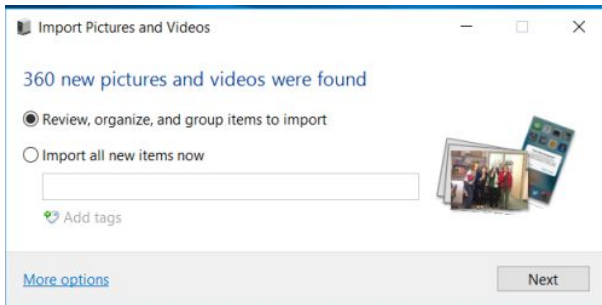 Import Pictures and Videos
360 new pictures and videos were found
Review, organize, and group items to import
Import all new items now
Add tags
More options
Next